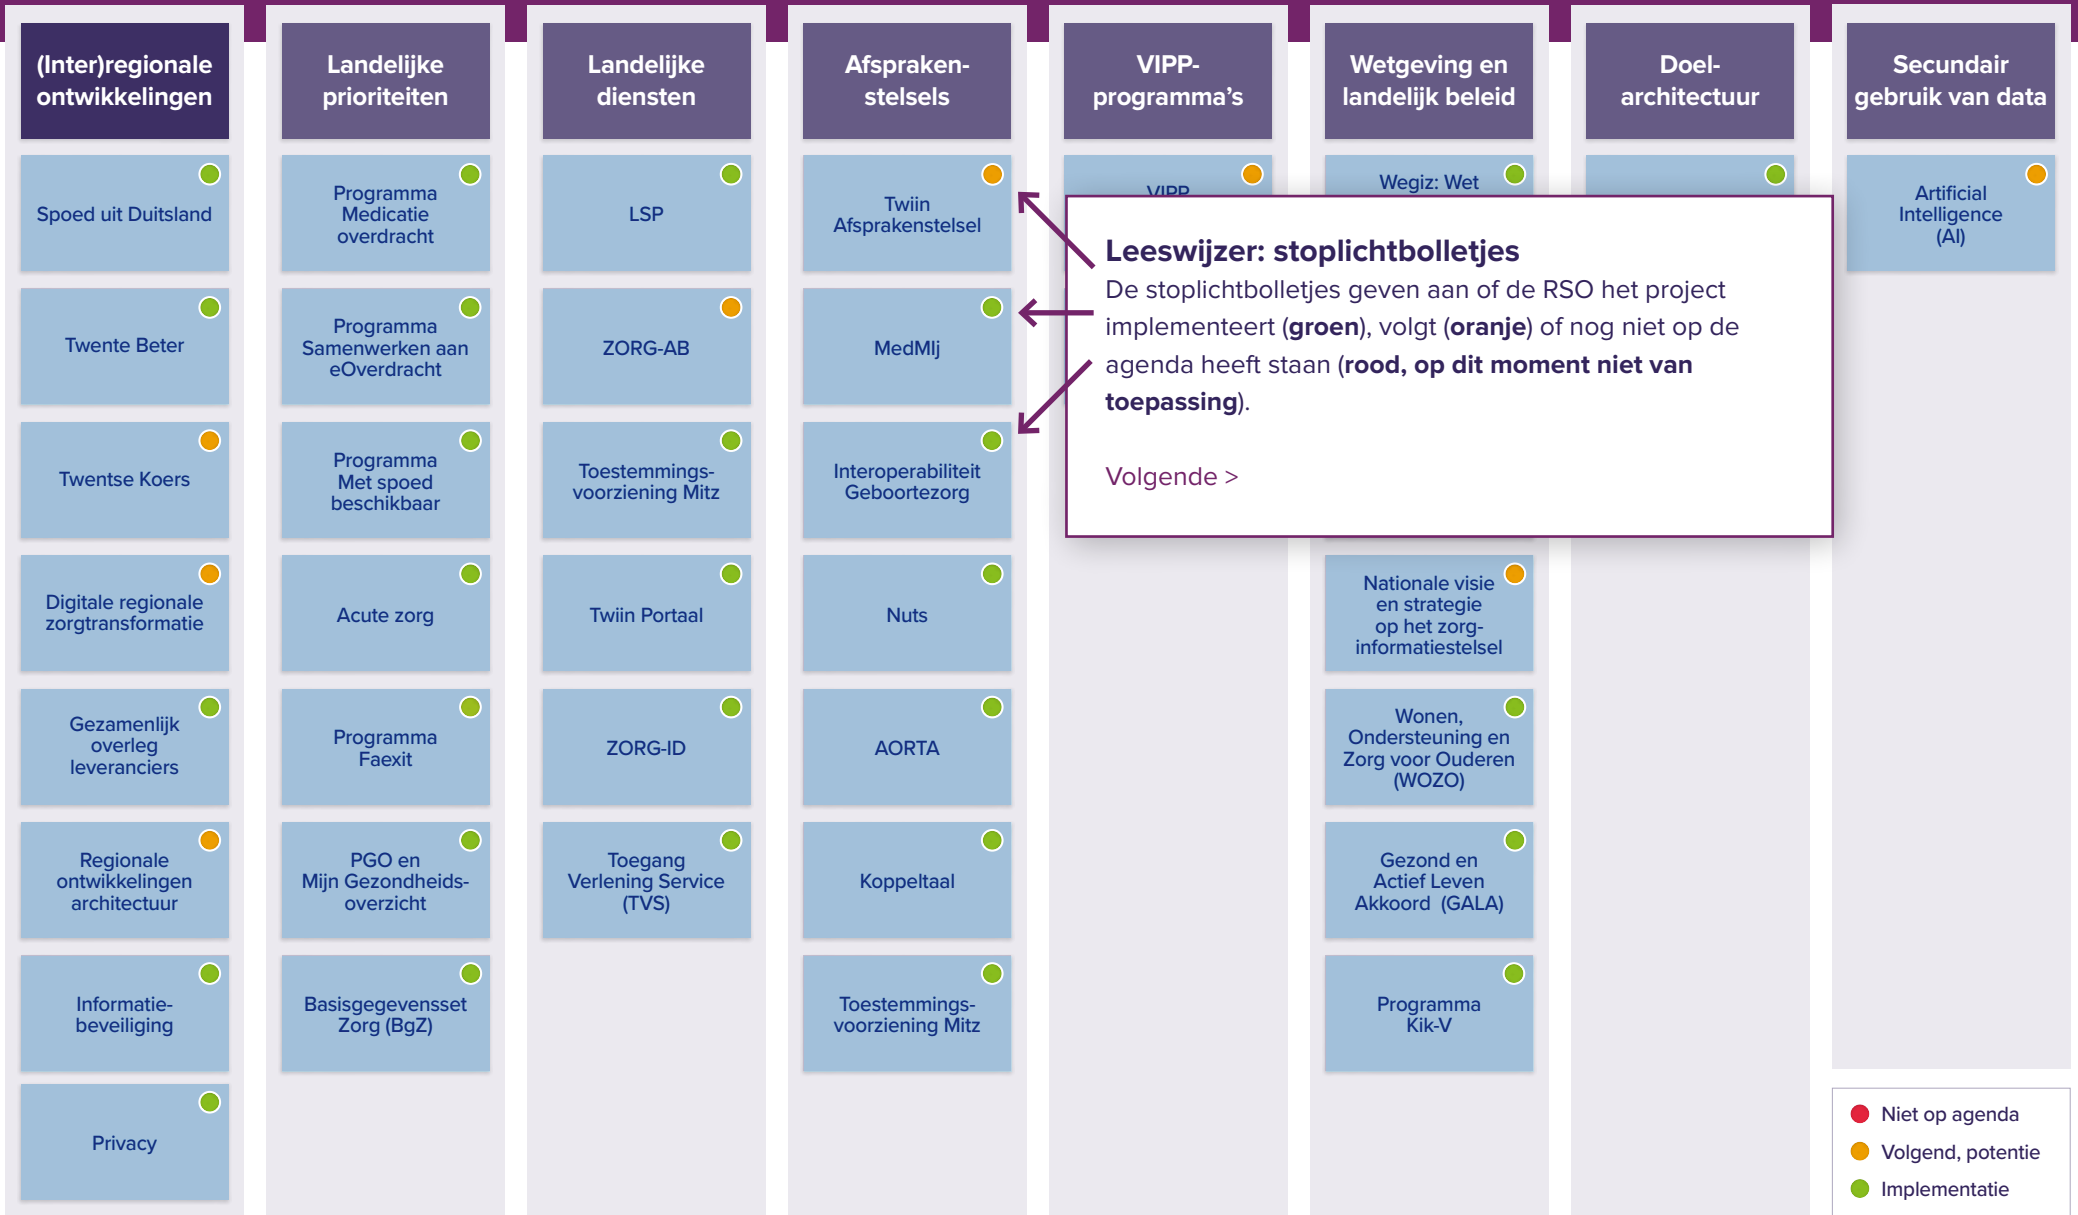 (Inter)regionale
ontwikkelingen
Landelijke
prioriteiten
Landelijke
diensten
Afspraken-
stelsels
VIPP-
programma's
Wetgeving en
landelijk beleid
Doel-
architectuur
Secundair
gebruik van data
Spoed uit Duitsland
Twente Beter
Twentse Koers
Digitale regionale
zorgtransformatie
Gezamenlijk
overleg
leveranciers
Regionale
ontwikkelingen
architectuur
Informatie-
beveiliging
Privacy
Programma
Medicatie
overdracht
Programma
Samenwerken aan
eOverdracht
Programma
Met spoed
beschikbaar
Acute zorg
Programma
Faexit
PGO en
Mijn Gezondheids-
overzicht
Basisgegevensset
Zorg (BgZ)
LSP
ZORG-AB
Toestemmings-
voorziening Mitz
Twiin Portaal
ZORG-ID
Toegang
Verlening Service
(TVS)
Twiin
Afsprakenstelsel
MedMIj
Interoperabiliteit
Geboortezorg
Nuts
AORTA
Koppeltaal
Toestemmings-
voorziening Mitz
VIPP
Wegiz: Wet
Leeswijzer: stoplichtbolletjes
De stoplichtbolletjes geven aan of de RSO het project
implementeert (groen), volgt (oranje) of nog niet op de
agenda heeft staan (rood, op dit moment niet van
toepassing).
Volgende >
Nationale visie
en strategie
op het zorg-
informatiestelsel
Wonen,
Ondersteuning en
Zorg voor Ouderen
(WOZO)
Gezond en
Actief Leven
Akkoord (GALA)
Programma
Kik-V
Artificial
Intelligence
(AI)
Niet op agenda
Volgend, potentie
Implementatie